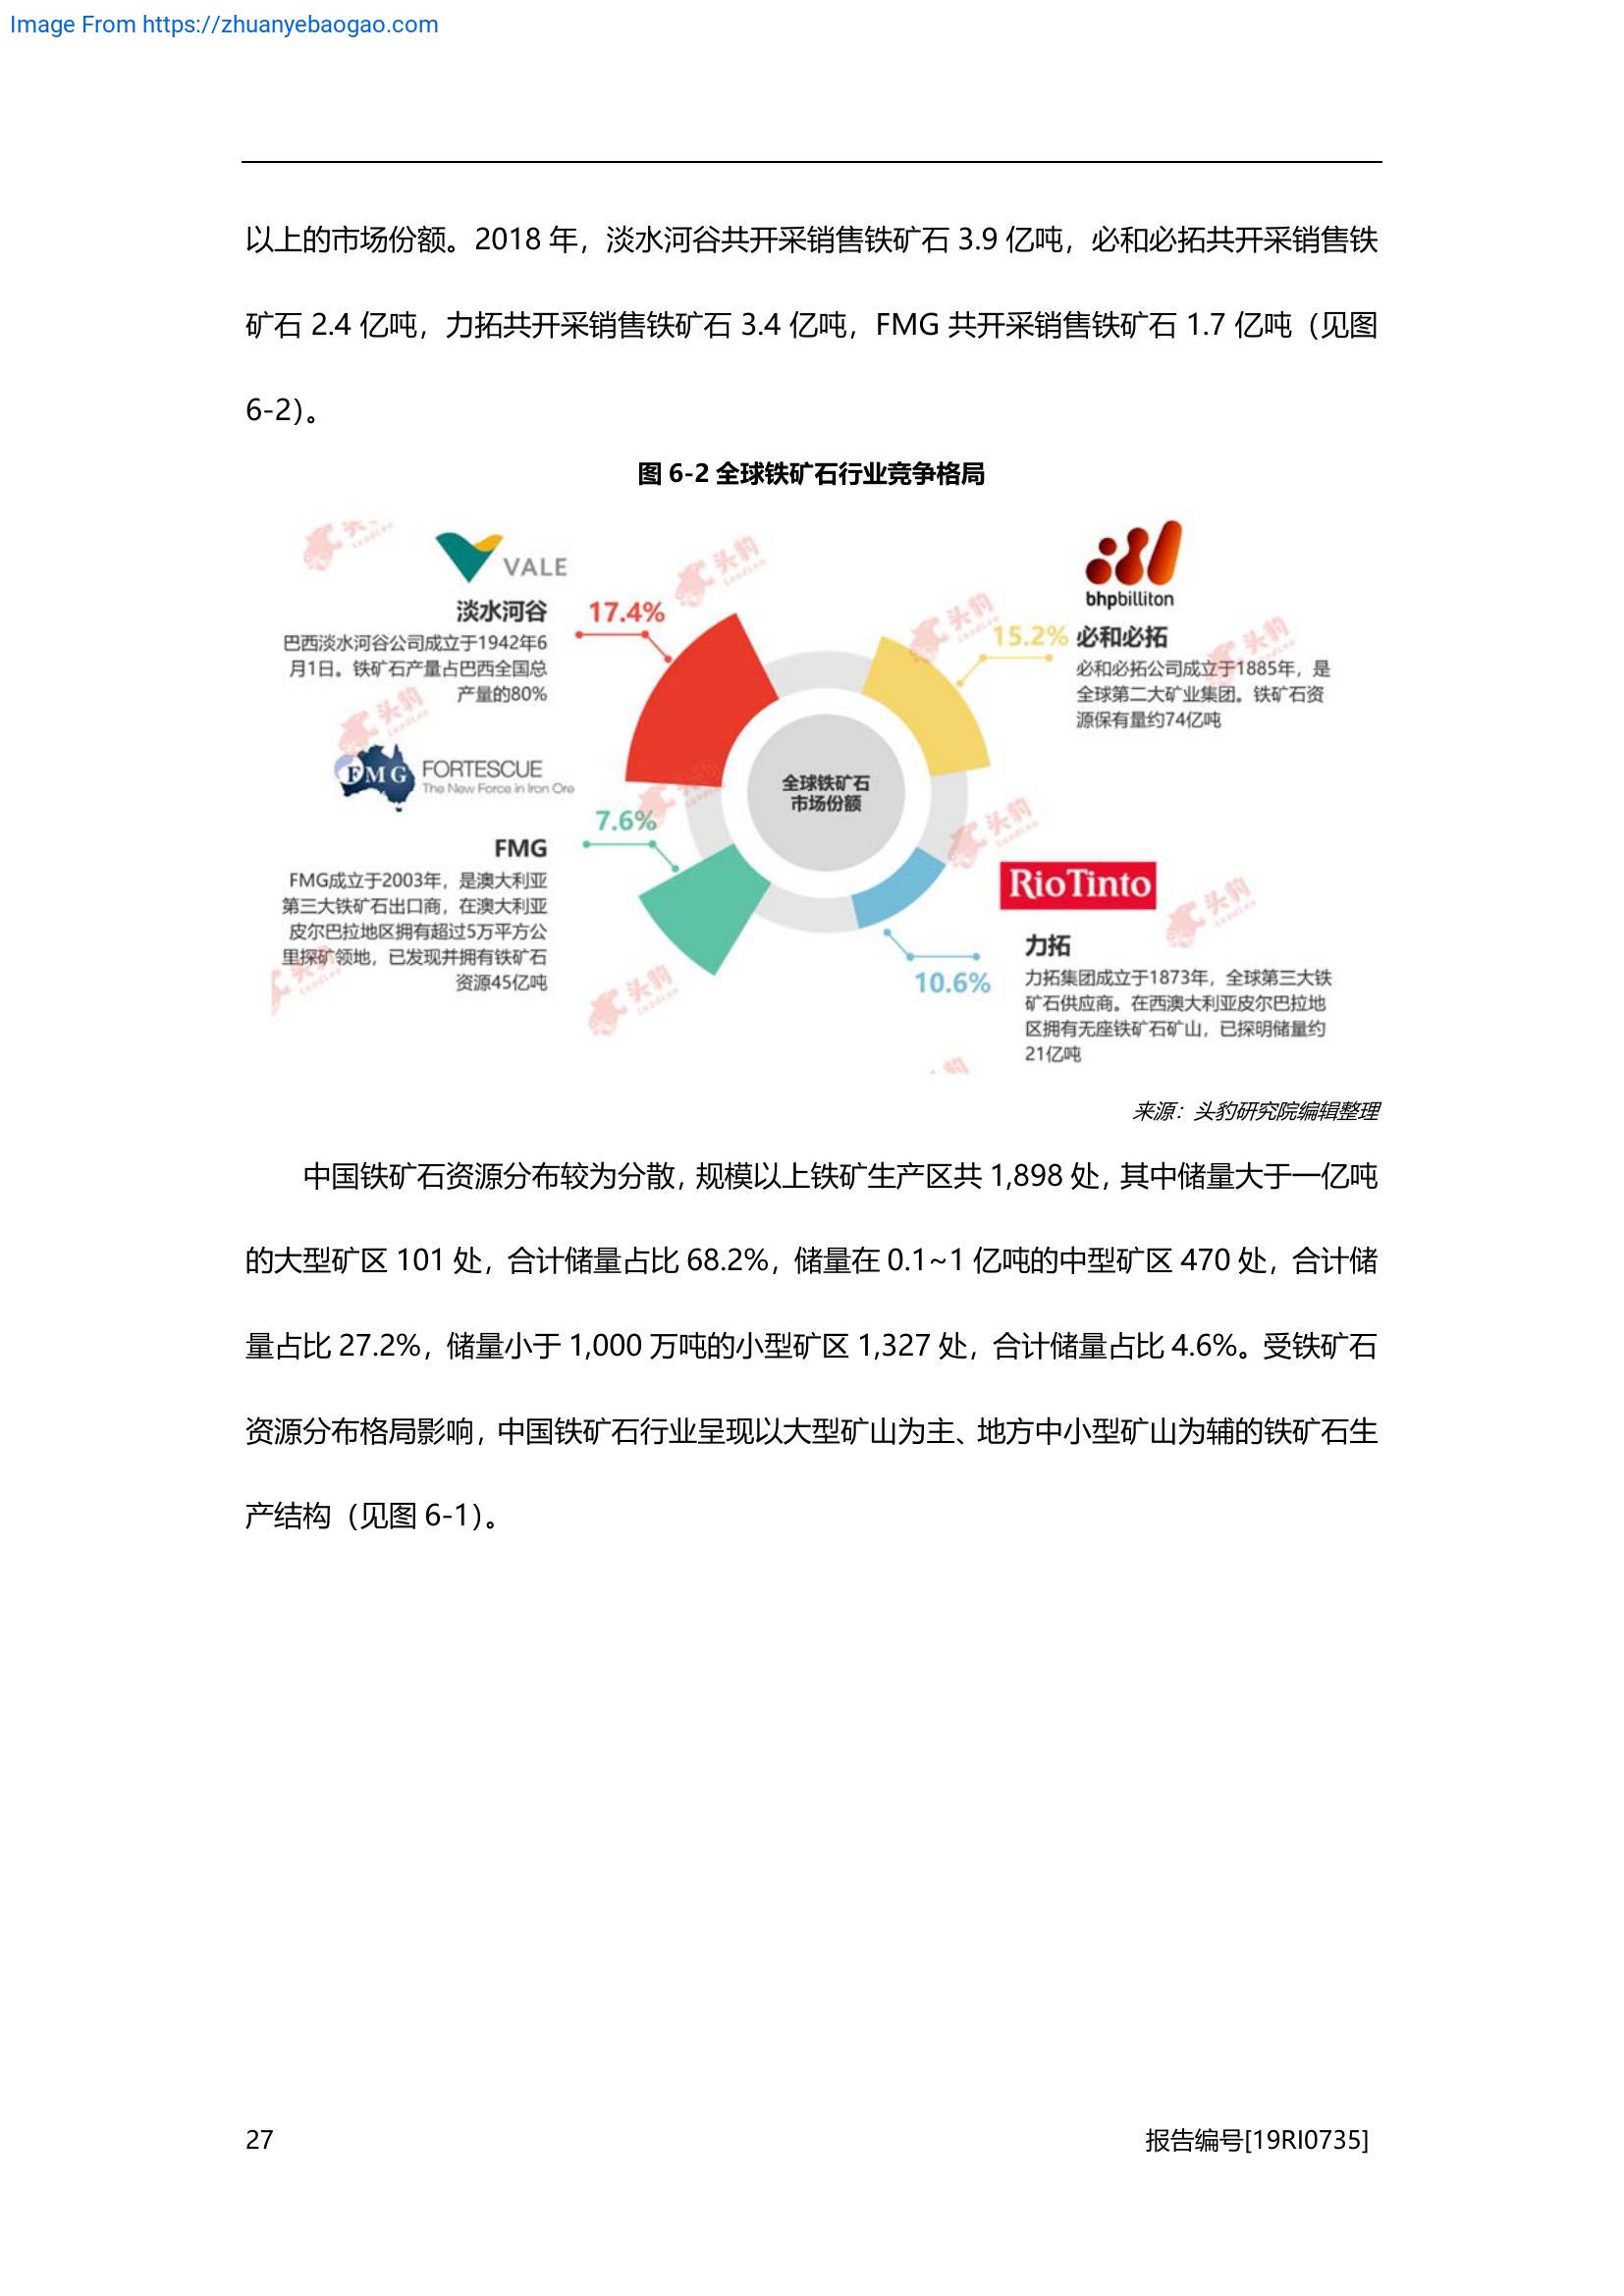 Image From https://zhuanyebaogao.com
以上的市场份额。2018 年，淡水河谷共开采销售铁矿石 3.9 亿吨，必和必拓共开采销售铁
矿石 2.4 亿吨，力拓共开采销售铁矿石 3.4 亿吨，FMG 共开采销售铁矿石 1.7 亿吨（见图
6-2）。
图 6-2 全球铁矿石行业竞争格局
VALE
淡水河谷
17.4%
巴西淡水河谷公司成立于1942年6
月1日。铁矿石产量占巴西全国总
产量的80%
bhpbilliton
15.2%
必和必拓
必和必拓公司成立于1885年，是
全球第二大矿业集团。铁矿石资
源保有量约74亿吨
全球铁矿石
市场份额
FMG FORTESCUE
The New Force in Iron Ore
7.6%
FMG
FMG成立于2003年，是澳大利亚
第三大铁矿石出口商，在澳大利亚
皮尔巴拉地区拥有超过5万平方公
里探矿领地，已发现并拥有铁矿石
资源45亿吨
RioTinto
10.6%
力拓
力拓集团成立于1873年，全球第三大铁
矿石供应商。在西澳大利亚皮尔巴拉地
区拥有无座铁矿石矿山，已探明储量约
21亿吨
头豹
LeadLeo
来源：头豹研究院编辑整理
中国铁矿石资源分布较为分散，规模以上铁矿生产区共 1,898 处，其中储量大于一亿吨
的大型矿区 101 处，合计储量占比 68.2%，储量在 0.1~1 亿吨的中型矿区 470 处，合计储
量占比 27.2%，储量小于 1,000 万吨的小型矿区 1,327 处，合计储量占比 4.6%。受铁矿石
资源分布格局影响，中国铁矿石行业呈现以大型矿山为主、地方中小型矿山为辅的铁矿石生
产结构（见图 6-1）。
27
报告编号[19RI0735]